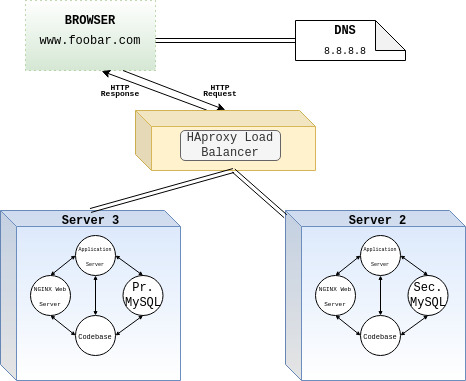 BROWSER
www.foobar.com
DNS
8.8.8.8
HTTP
Response
HTTP
Request
HAproxy Load
Balancer
Server 3
Application
Server
NGINX Web
Server
Pr.
MySQL
Codebase
Server 2
Application
Server
NGINX Web
Server
Sec.
MySQL
Codebase